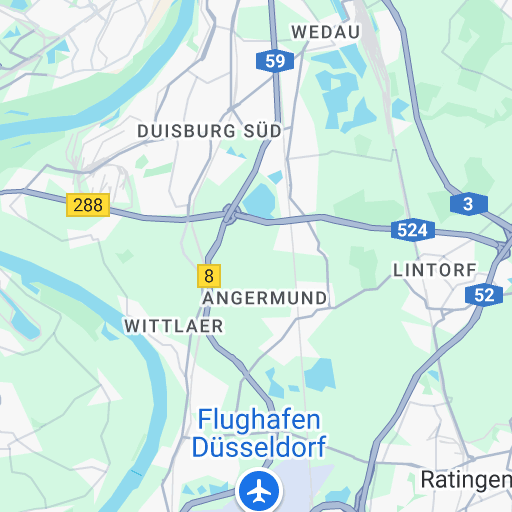 WEDAU
59
DUISBURG SÜD
288
3
524
8
LINTORF
52
ANGERMUND
WITTLAER
Flughafen
Düsseldorf
Ratingen